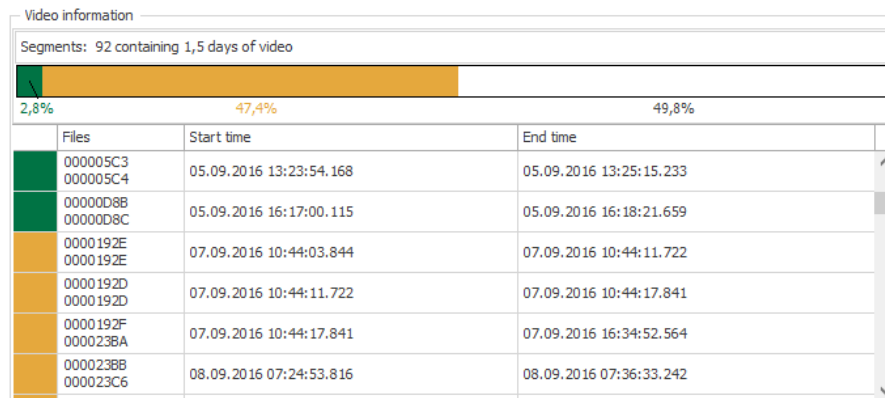 Video information
Segments: 92 containing 1,5 days of video
2,8% 47,4% 49,8%
Files Start time End time
000005C3
000005C4 05.09.2016 13:23:54.168 05.09.2016 13:25:15.233
00000D8B
00000D8C 05.09.2016 16:17:00.115 05.09.2016 16:18:21.659
0000192E
0000192E 07.09.2016 10:44:03.844 07.09.2016 10:44:11.722
0000192D
0000192D 07.09.2016 10:44:11.722 07.09.2016 10:44:17.841
0000192F
000023BA 07.09.2016 10:44:17.841 07.09.2016 16:34:52.564
000023BB
000023C6 08.09.2016 07:24:53.816 08.09.2016 07:36:33.242